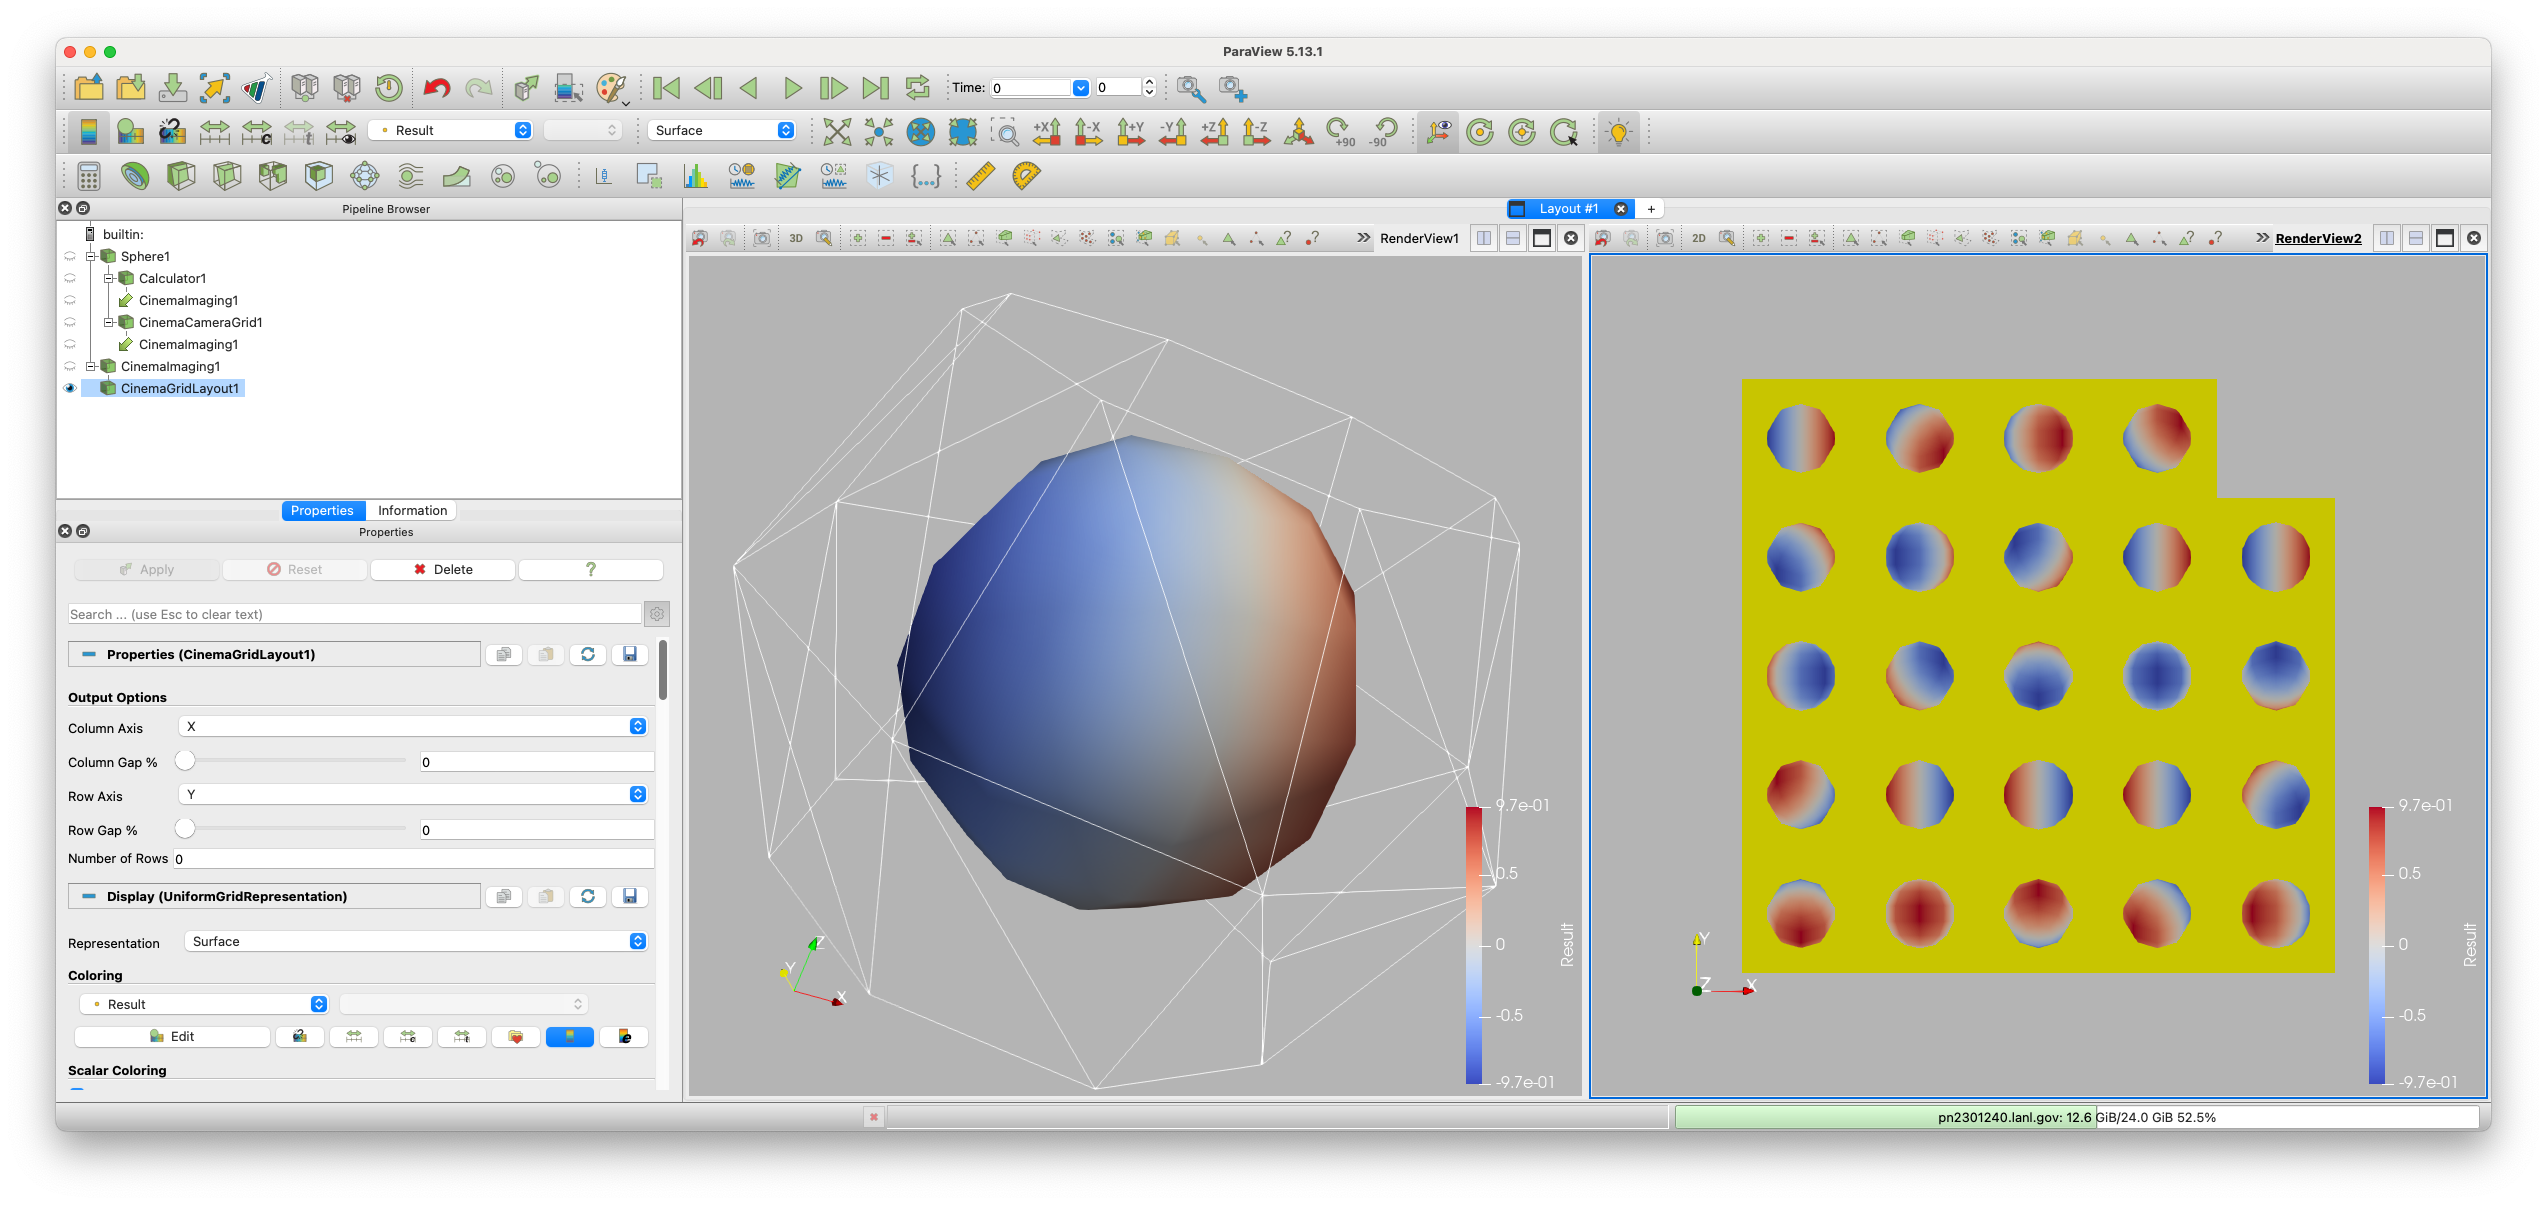 ParaView 5.13.1
Time: 0 0
c t
Result Surface +X -X +Y -Y +Z -Z +90 -90
{...}
Pipeline Browser
Layout #1 +
builtin:
Sphere1
Calculator1
CinemaImaging1
CinemaCameraGrid1
CinemaImaging1
CinemaImaging1
CinemaGridLayout1
3D ? ? RenderView1
2D ? ? RenderView2
Properties Information
Properties
Apply Reset Delete ?
Search ... (use Esc to clear text)
Properties (CinemaGridLayout1)
Output Options
Column Axis X
Column Gap % 0
Row Axis Y
Row Gap % 0
Number of Rows 0
Display (UniformGridRepresentation)
Representation Surface
Coloring
Result
Edit
Scalar Coloring
9.7e-01
0.5
0
-0.5
-9.7e-01
Result
Z
Y
X
9.7e-01
0.5
0
-0.5
-9.7e-01
Result
Y
Z
X
pn2301240.lanl.gov: 12.6 GiB/24.0 GiB 52.5%